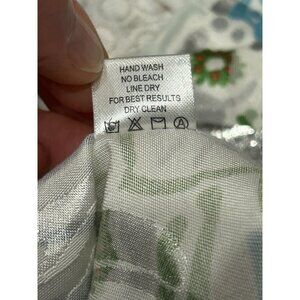 HAND WASH
NO BLEACH
LINE DRY
FOR BEST RESULTS
DRY CLEAN
A